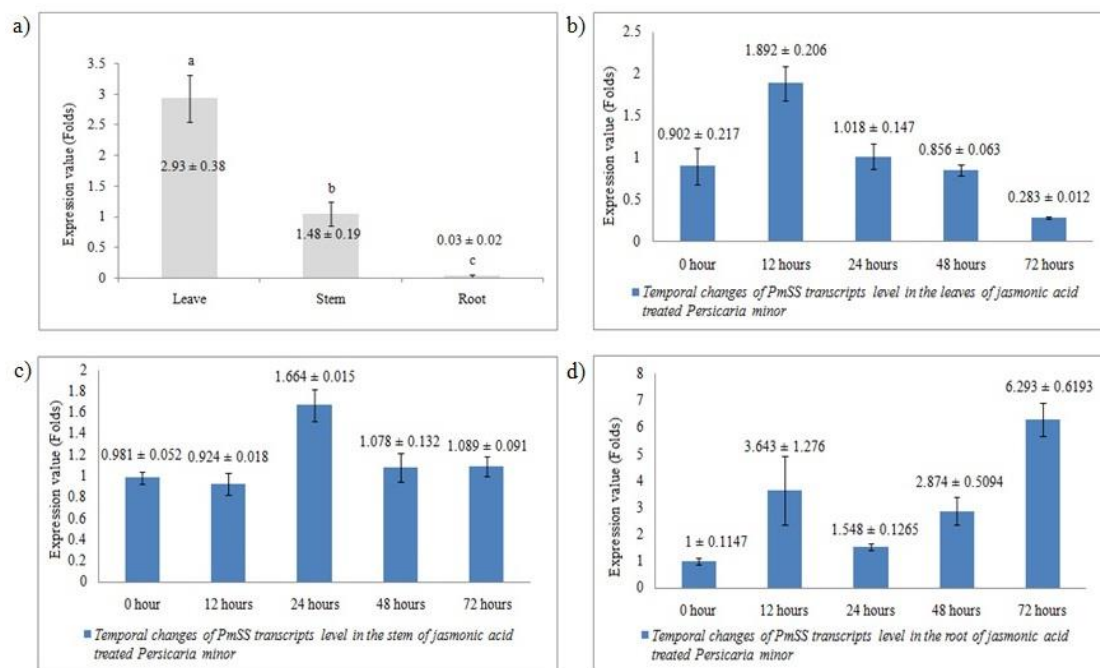 a)
Expression value (Folds)
3.5
3
2.5
2
1.5
1
0.5
0
a
2.93 ± 0.38
b
1.48 ± 0.19
0.03 ± 0.02
c
Leave Stem Root
b)
Expression value (Folds)
2.5
2
1.5
1
0.5
0
0.902 ± 0.217
1.892 ± 0.206
1.018 ± 0.147
0.856 ± 0.063
0.283 ± 0.012
0 hour 12 hours 24 hours 48 hours 72 hours
Temporal changes of PmSS transcripts level in the leaves of jasmonic acid
treated Persicaria minor
c)
Expression value (Folds)
2
1.8
1.6
1.4
1.2
1
0.8
0.6
0.4
0.2
0
0.981 ± 0.052
0.924 ± 0.018
1.664 ± 0.015
1.078 ± 0.132
1.089 ± 0.091
0 hour 12 hours 24 hours 48 hours 72 hours
Temporal changes of PmSS transcripts level in the stem of jasmonic acid
treated Persicaria minor
d)
Expression value (Folds)
8
7
6
5
4
3
2
1
0
1 ± 0.1147
3.643 ± 1.276
1.548 ± 0.1265
2.874 ± 0.5094
6.293 ± 0.6193
0 hour 12 hours 24 hours 48 hours 72 hours
Temporal changes of PmSS transcripts level in the root of jasmonic acid
treated Persicaria minor